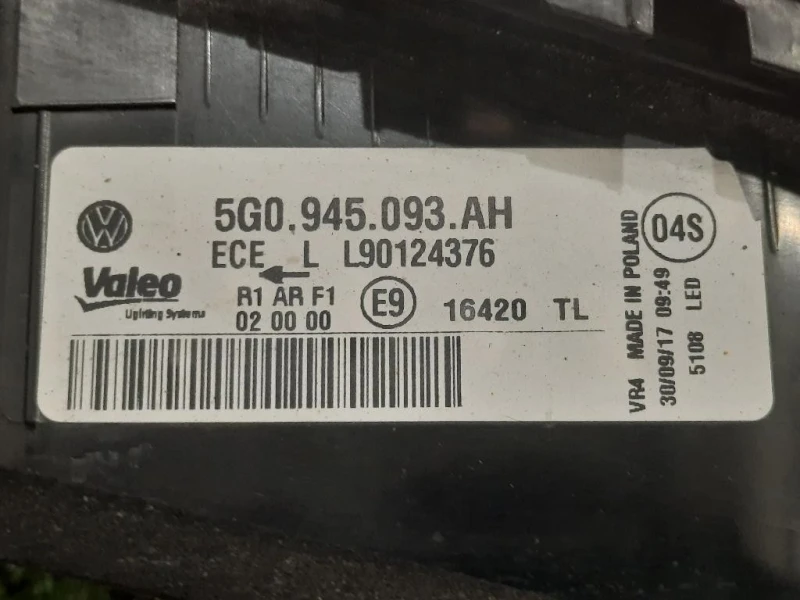 VW
5G0.945.093.AH
ECE L L90124376
Valeo
Lighting Systems
R1 AR F1
02 00 00
E9
16420 TL
04S
VR4 MADE IN POLAND
30/09/17 09:49
5108 LED